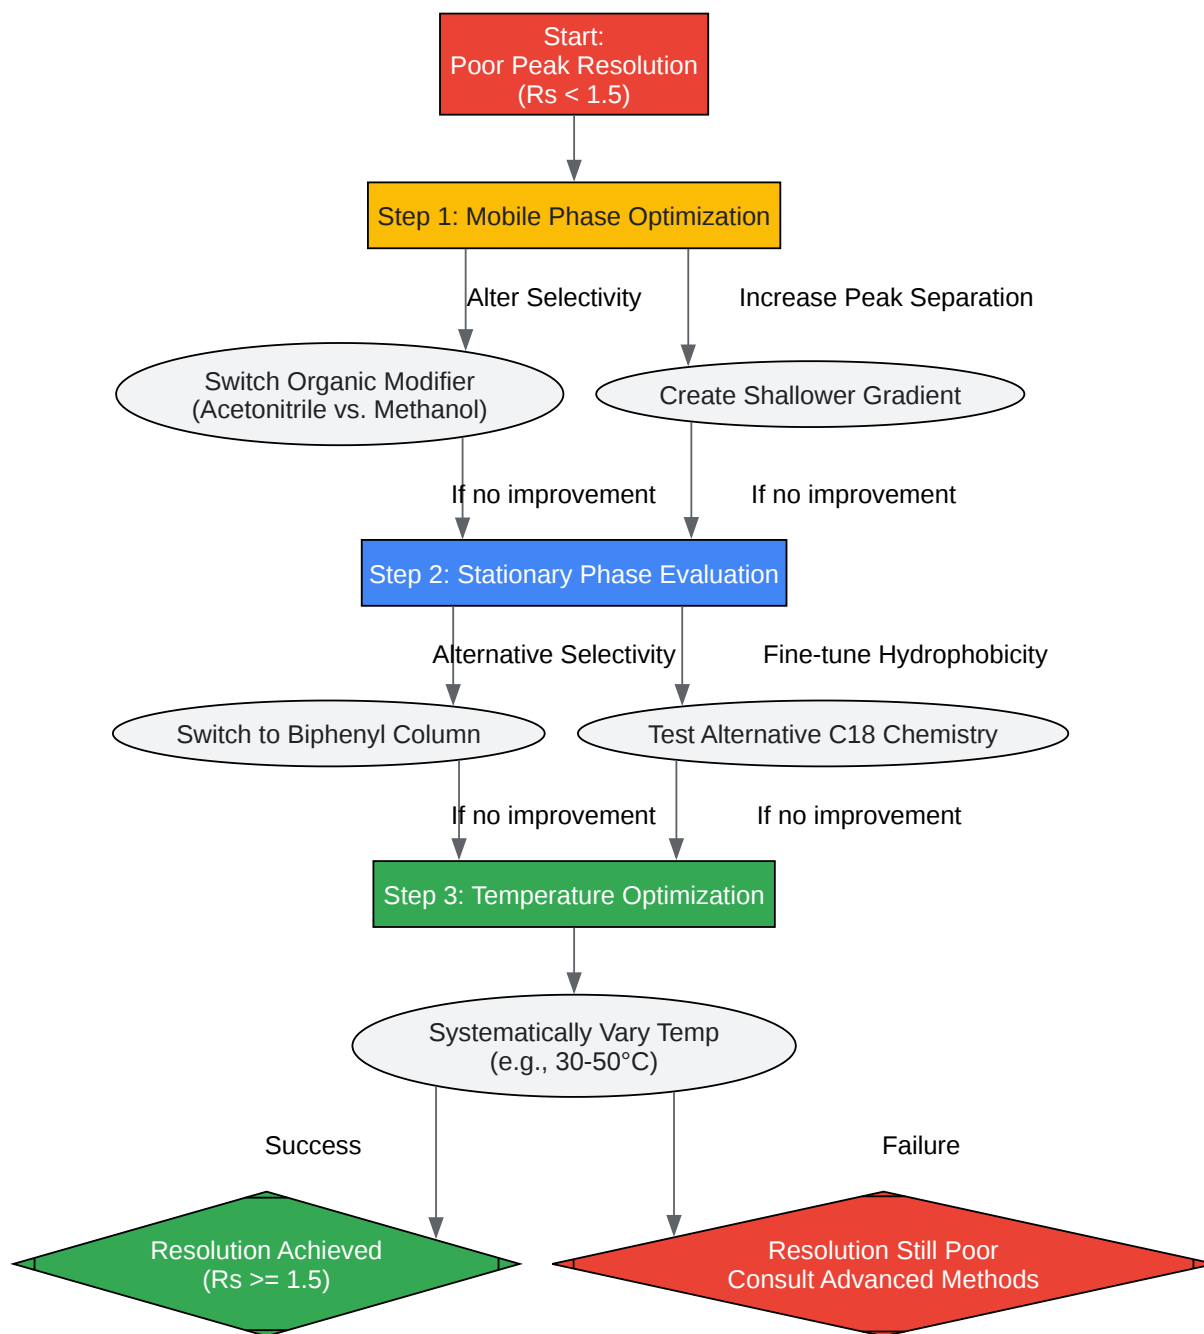 Start:
Poor Peak Resolution
(Rs < 1.5)
Step 1: Mobile Phase Optimization
Alter Selectivity
Increase Peak Separation
Switch Organic Modifier
(Acetonitrile vs. Methanol)
Create Shallower Gradient
If no improvement
If no improvement
Step 2: Stationary Phase Evaluation
Alternative Selectivity
Fine-tune Hydrophobicity
Switch to Biphenyl Column
Test Alternative C18 Chemistry
If no improvement
If no improvement
Step 3: Temperature Optimization
Systematically Vary Temp
(e.g., 30-50°C)
Success
Failure
Resolution Achieved
(Rs >= 1.5)
Resolution Still Poor
Consult Advanced Methods